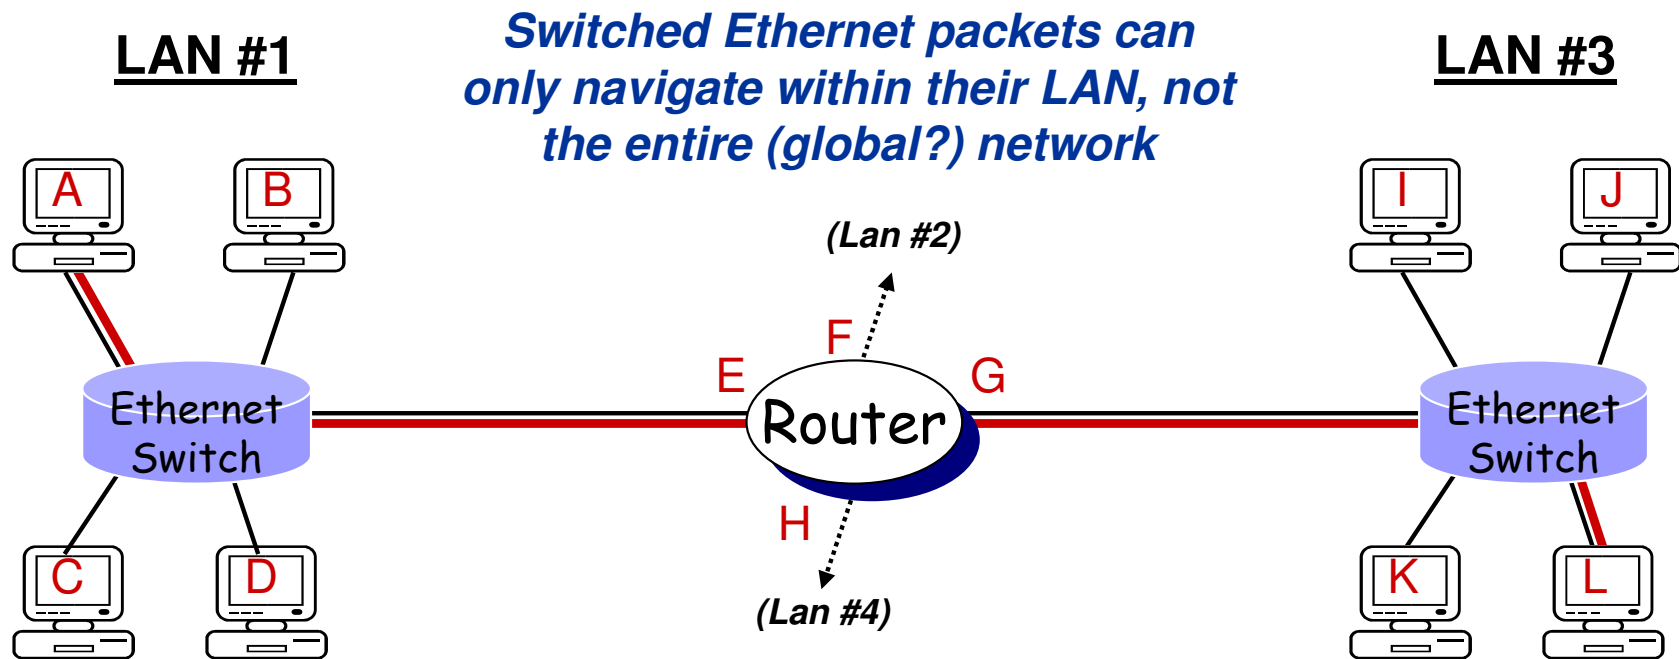 LAN #1
Switched Ethernet packets can
only navigate within their LAN, not
the entire (global?) network
LAN #3
A
B
I
J
(Lan #2)
F
E
G
Ethernet
Switch
Router
Ethernet
Switch
H
C
D
K
L
(Lan #4)